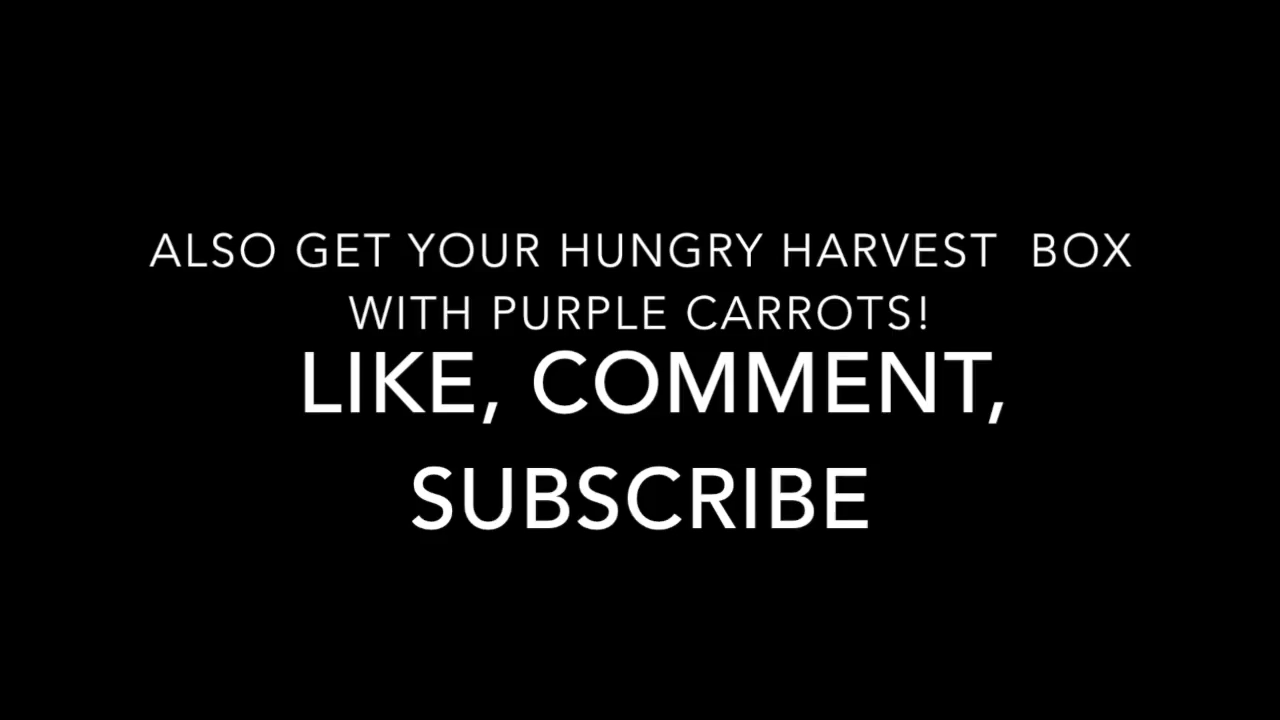 ALSO GET YOUR HUNGRY HARVEST  BOX
WITH PURPLE CARROTS!
LIKE, COMMENT,
SUBSCRIBE